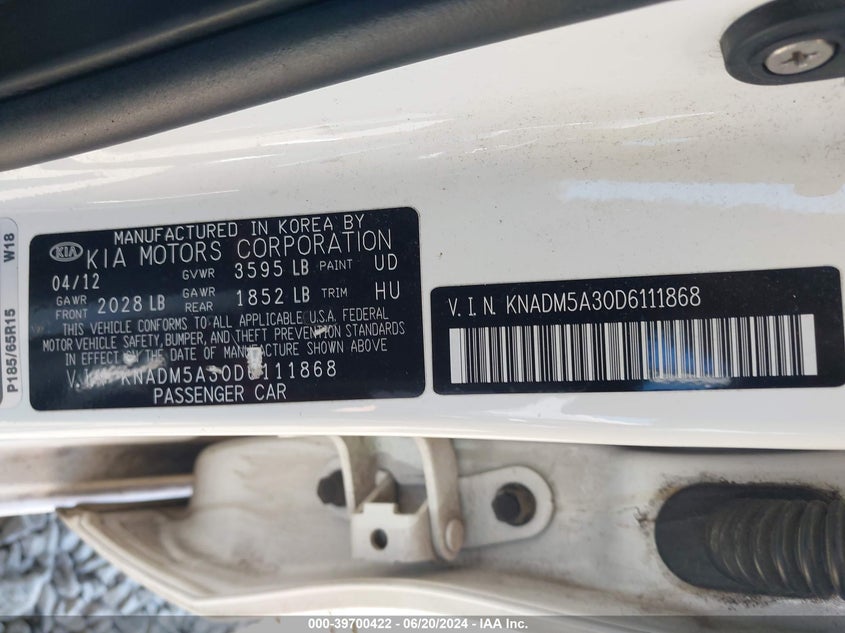 P185/65R15 W18
MANUFACTURED IN KOREA BY
KIA KIA MOTORS CORPORATION
04/12 GVWR 3595 LB PAINT UD
GAWR FRONT 2028 LB GAWR REAR 1852 LB TRIM HU
THIS VEHICLE CONFORMS TO ALL APPLICABLE U.S.A. FEDERAL
MOTOR VEHICLE SAFETY, BUMPER, AND THEFT PREVENTION STANDARDS
IN EFFECT ON THE DATE OF MANUFACTURE SHOWN ABOVE
V.I.N. KNADM5A30D6111868
PASSENGER CAR
V.I.N. KNADM5A30D6111868
000-39700422 - 06/20/2024 - IAA Inc.